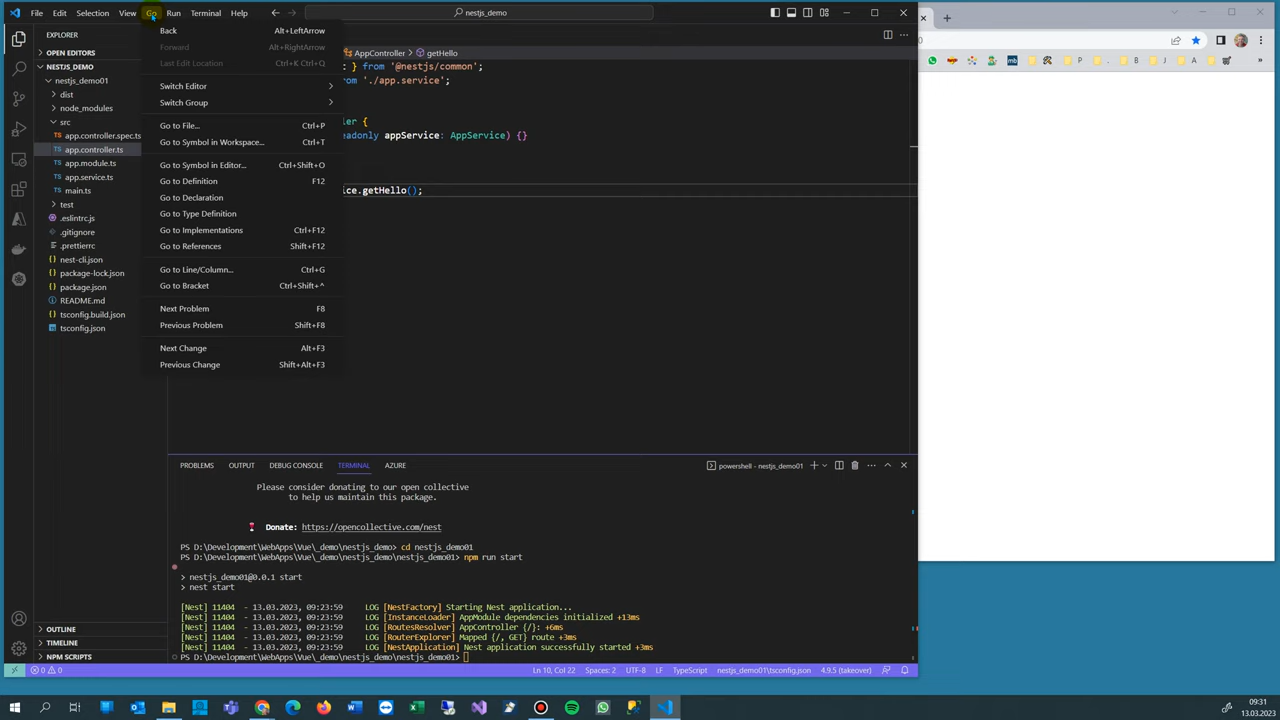 File Edit Selection View Go Run Terminal Help
nestjs_demo
EXPLORER
OPEN EDITORS
NESTJS_DEMO
nestjs_demo01
dist
node_modules
src
TS app.controller.spec.ts
TS app.controller.ts
TS app.module.ts
TS app.service.ts
TS main.ts
test
.eslintrc.js
.gitignore
.prettierrc
nest-cli.json
package-lock.json
package.json
README.md
tsconfig.build.json
tsconfig.json
OUTLINE
TIMELINE
NPM SCRIPTS
Back Alt+LeftArrow
Forward Alt+RightArrow
Last Edit Location Ctrl+K Ctrl+Q
Switch Editor
Switch Group
Go to File... Ctrl+P
Go to Symbol in Workspace... Ctrl+T
Go to Symbol in Editor... Ctrl+Shift+O
Go to Definition F12
Go to Declaration
Go to Type Definition
Go to Implementations Ctrl+F12
Go to References Shift+F12
Go to Line/Column... Ctrl+G
Go to Bracket Ctrl+Shift+^
Next Problem F8
Previous Problem Shift+F8
Next Change Alt+F3
Previous Change Shift+Alt+F3
AppController > getHello
} from '@nestjs/common';
from './app.service';
ler {
readonly appService: AppService) {}
ice.getHello();
PROBLEMS OUTPUT DEBUG CONSOLE TERMINAL AZURE
powershell - nestjs_demo01
Please consider donating to our open collective
to help us maintain this package.
Donate: https://opencollective.com/nest
PS D:\Development\WebApps\Vue\_demo\nestjs_demo> cd nestjs_demo01
PS D:\Development\WebApps\Vue\_demo\nestjs_demo\nestjs_demo01> npm run start
> nestjs_demo01@0.0.1 start
> nest start
[Nest] 11404 - 13.03.2023, 09:23:59 LOG [NestFactory] Starting Nest application...
[Nest] 11404 - 13.03.2023, 09:23:59 LOG [InstanceLoader] AppModule dependencies initialized +13ms
[Nest] 11404 - 13.03.2023, 09:23:59 LOG [RoutesResolver] AppController {/}: +6ms
[Nest] 11404 - 13.03.2023, 09:23:59 LOG [RouterExplorer] Mapped {/, GET} route +3ms
[Nest] 11404 - 13.03.2023, 09:23:59 LOG [NestApplication] Nest application successfully started +3ms
PS D:\Development\WebApps\Vue\_demo\nestjs_demo\nestjs_demo01>
0 0 Ln 10, Col 22 Spaces: 2 UTF-8 LF TypeScript nestjs_demo01\tsconfig.json 4.9.5 (takeover)
mb P B J A
09:31
13.03.2023